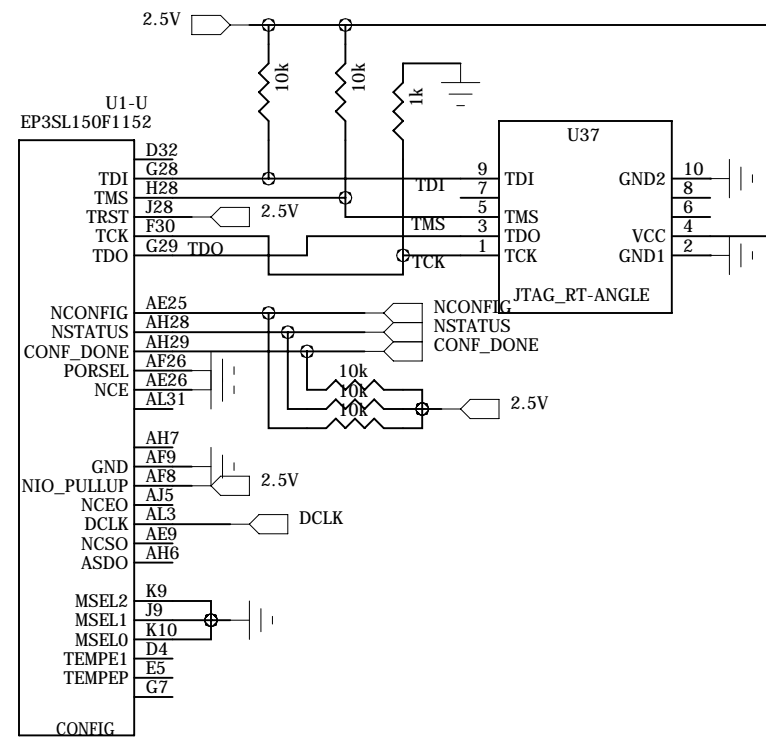 2.5V
10k
10k
1k
U1-U
EP3SL150F1152
U37
D32
TDI G28 TDI 9 TDI GND2 10
TMS H28 7 8
TRST J28 2.5V TMS 5 TMS 6
TCK F30 3 TDO VCC 4
TDO G29 TDO TCK 1 TCK GND1 2
JTAG_RT-ANGLE
NCONFIG AE25 NCONFIG
NSTATUS AH28 NSTATUS
CONF_DONE AH29 CONF_DONE
PORSEL AF26 10k
NCE AE26 10k
AL31 10k 2.5V
AH7
GND AF9
NIO_PULLUP AF8 2.5V
NCEO AJ5
DCLK AL3 DCLK
NCSO AE9
ASDO AH6
MSEL2 K9
MSEL1 J9
MSEL0 K10
TEMPE1 D4
TEMPEP E5
G7
CONFIG